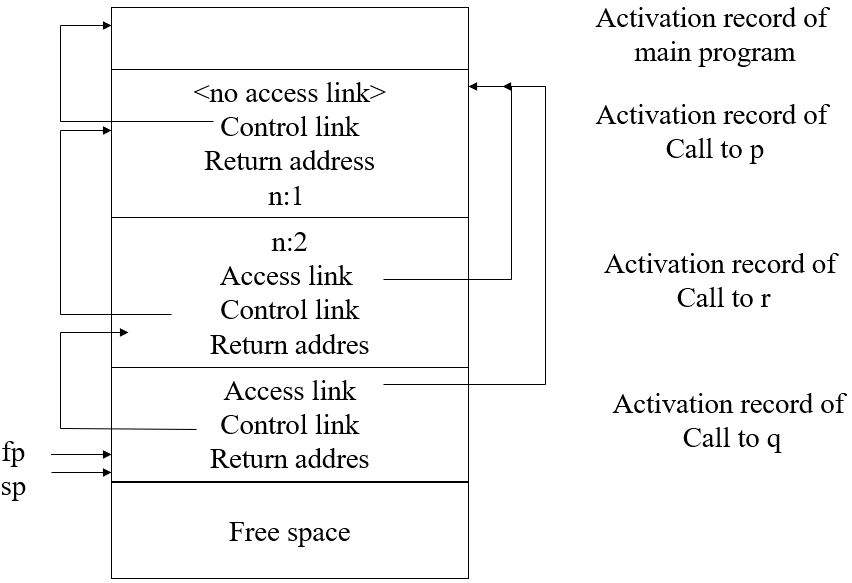 Activation record of
main program
<no access link>
Control link
Return address
n:1
Activation record of
Call to p
n:2
Access link
Control link
Return addres
Activation record of
Call to r
Access link
Control link
Return addres
Activation record of
Call to q
fp
sp
Free space